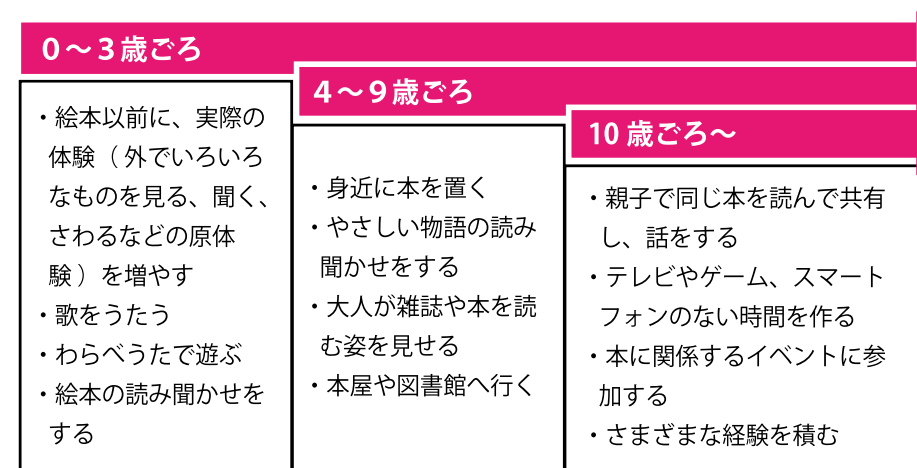 0～3歳ごろ
・絵本以前に、実際の
体験（外でいろいろ
なものを見る、聞く、
さわるなどの原体
験）を増やす
・歌をうたう
・わらべうたで遊ぶ
・絵本の読み聞かせを
する
4～9歳ごろ
・身近に本を置く
・やさしい物語の読み
聞かせをする
・大人が雑誌や本を読
む姿を見せる
・本屋や図書館へ行く
10歳ごろ～
・親子で同じ本を読んで共有
し、話をする
・テレビやゲーム、スマート
フォンのない時間を作る
・本に関係するイベントに参
加する
・さまざまな経験を積む